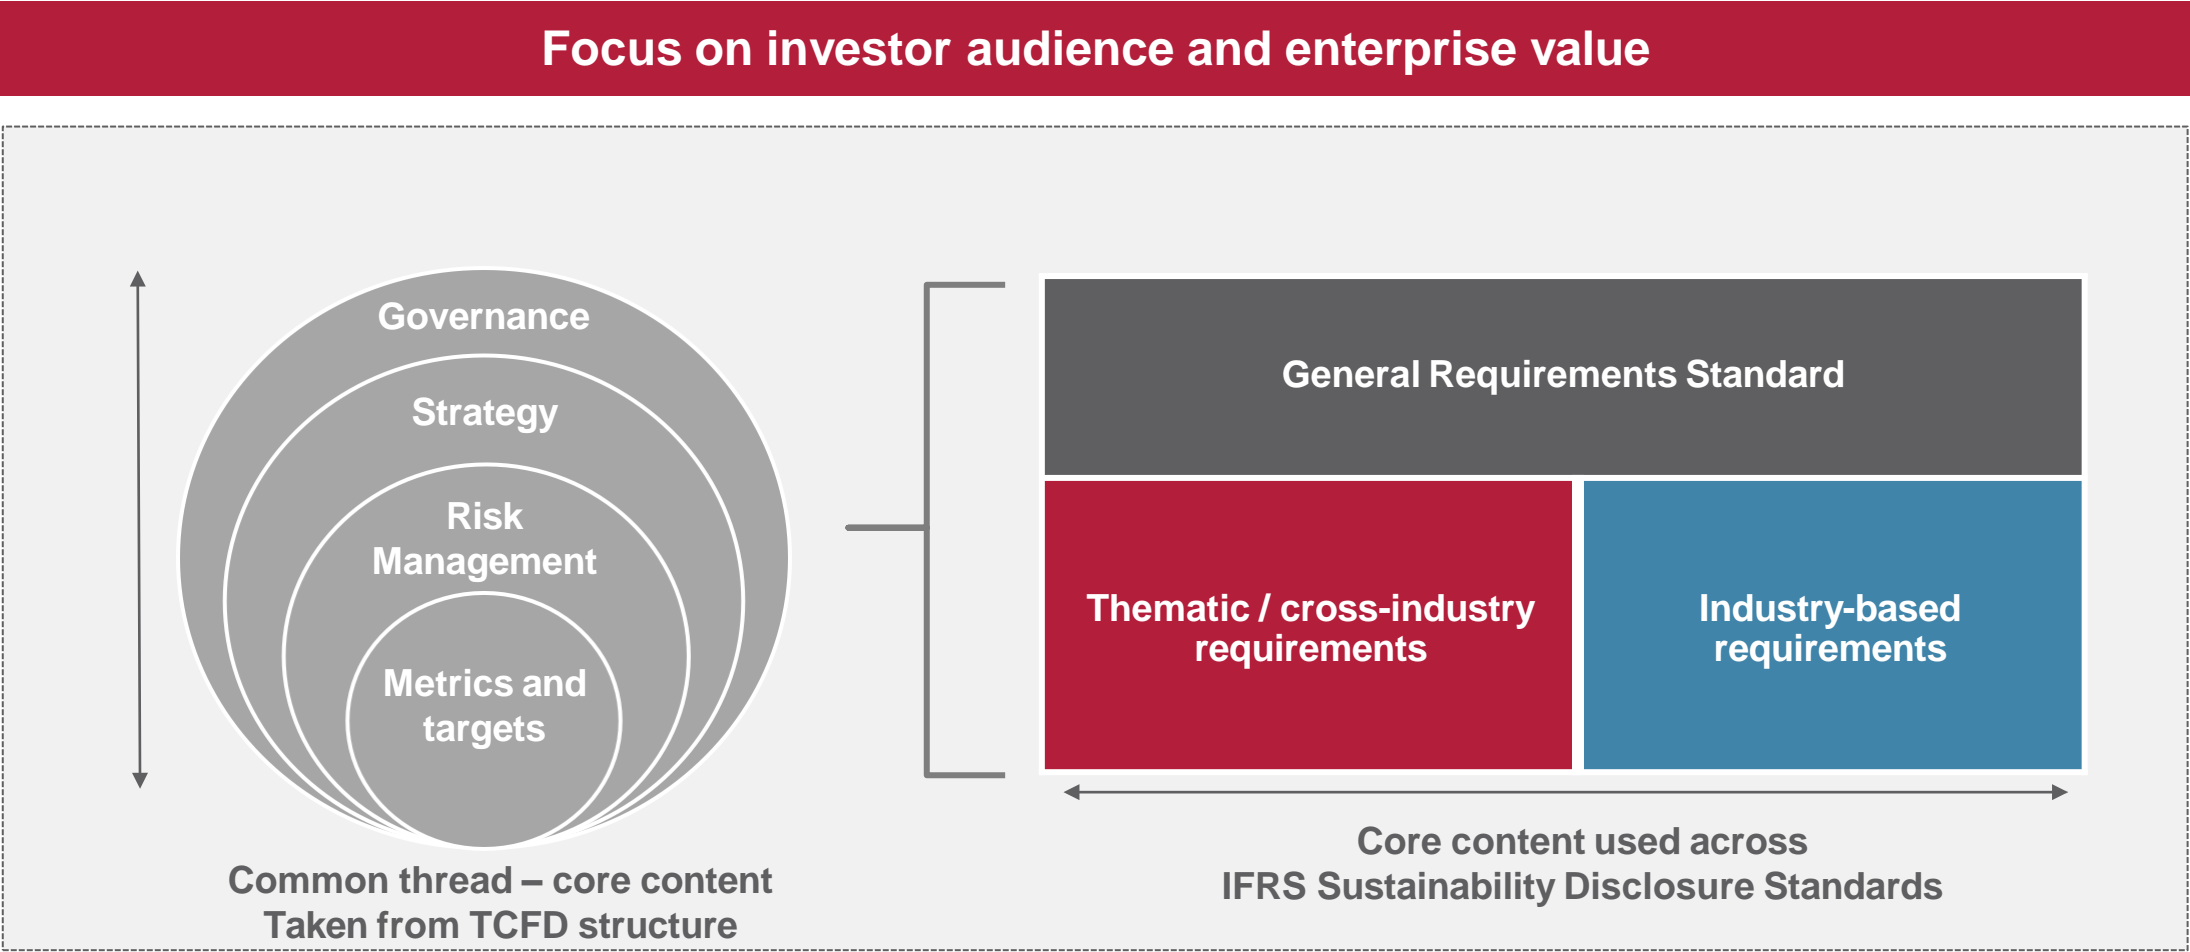 Focus on investor audience and enterprise value
Governance
Strategy
Risk
Management
Metrics and
targets
Common thread – core content
Taken from TCFD structure
General Requirements Standard
Thematic / cross-industry
requirements
Industry-based
requirements
Core content used across
IFRS Sustainability Disclosure Standards